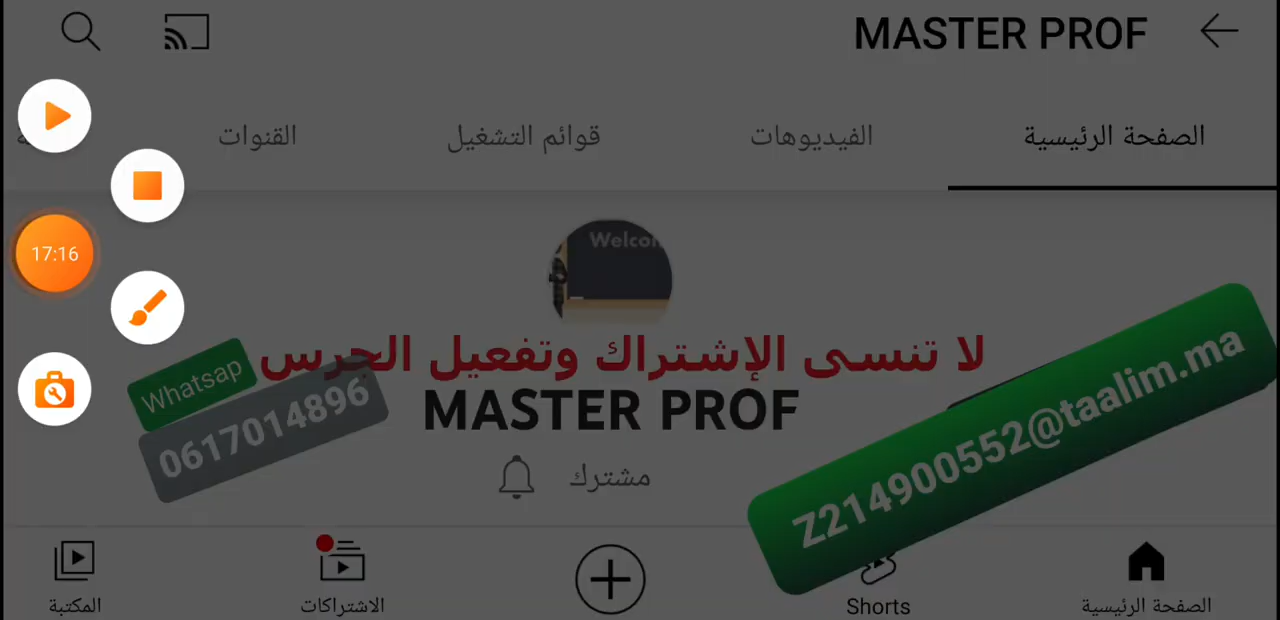 MASTER PROF
الصفحة الرئيسية
الفيديوهات
قوائم التشغيل
القنوات
17:16
Welcom
لا تنسى الإشتراك وتفعيل الجرس
MASTER PROF
Whatsap
0617014896
Z214900552@taalim.ma
مشترك
الصفحة الرئيسية
Shorts
الاشتراكات
المكتبة